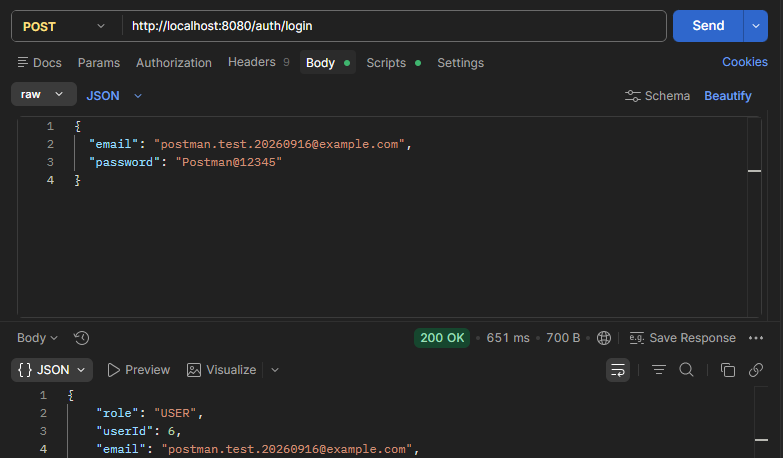 POST http://localhost:8080/auth/login Send
Docs Params Authorization Headers 9 Body Scripts Settings Cookies
raw JSON Schema Beautify
1 {
2 "email": "postman.test.20260916@example.com",
3 "password": "Postman@12345"
4 }
Body 200 OK 651 ms 700 B e.g. Save Response
{} JSON Preview Visualize
1 {
2 "role": "USER",
3 "userId": 6,
4 "email": "postman.test.20260916@example.com",